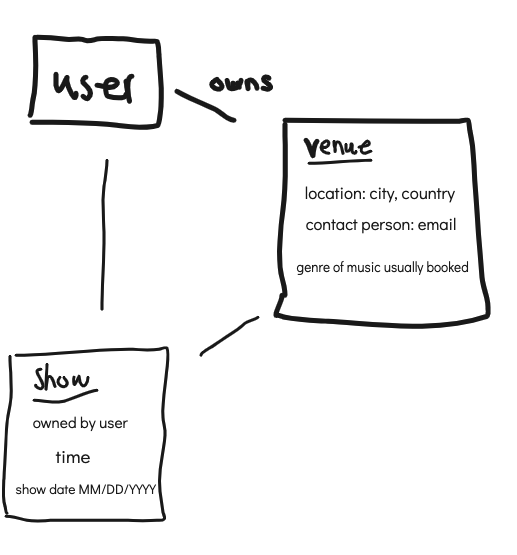 user
owns
venue
location: city, country
contact person: email
genre of music usually booked
show
owned by user
time
show date MM/DD/YYYY